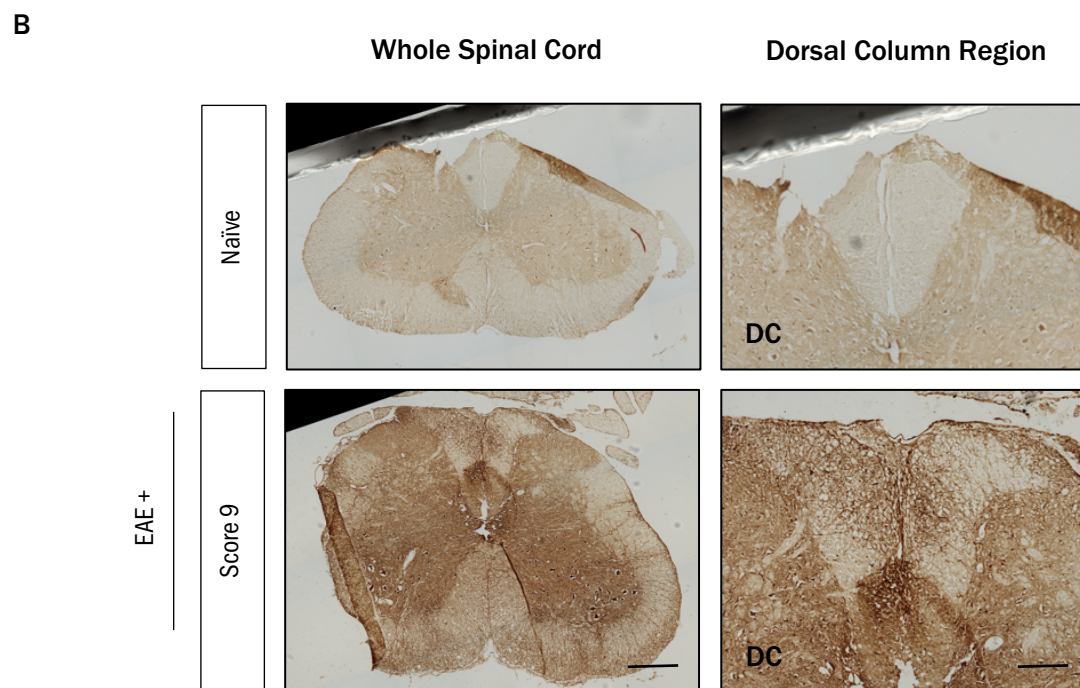 B
Whole Spinal Cord
Dorsal Column Region
Naïve
DC
EAE +
Score 9
DC